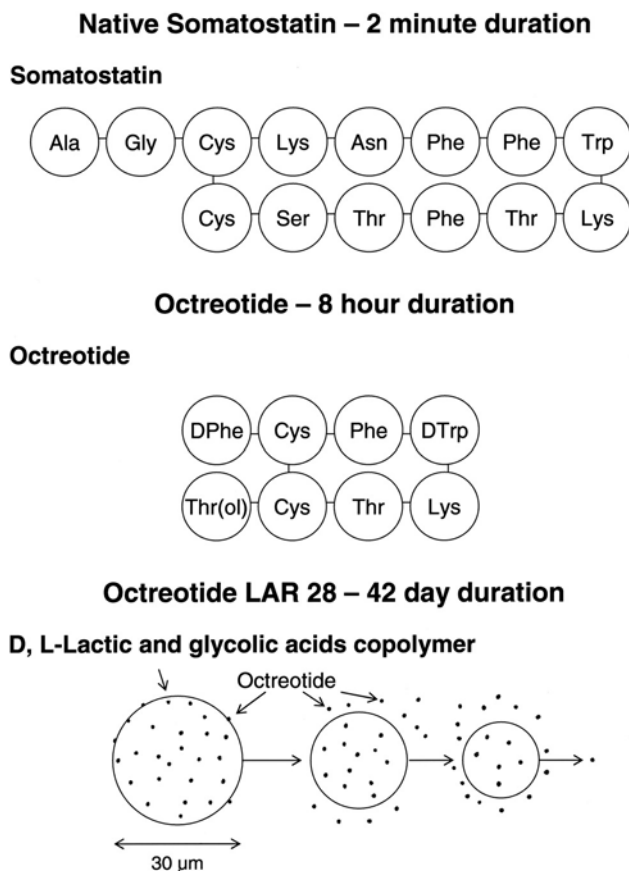 Native Somatostatin – 2 minute duration
Somatostatin
Ala Gly Cys Lys Asn Phe Phe Trp
Cys Ser Thr Phe Thr Lys
Octreotide – 8 hour duration
Octreotide
DPhe Cys Phe DTrp
Thr(ol) Cys Thr Lys
Octreotide LAR 28 – 42 day duration
D, L-Lactic and glycolic acids copolymer
Octreotide
30 µm